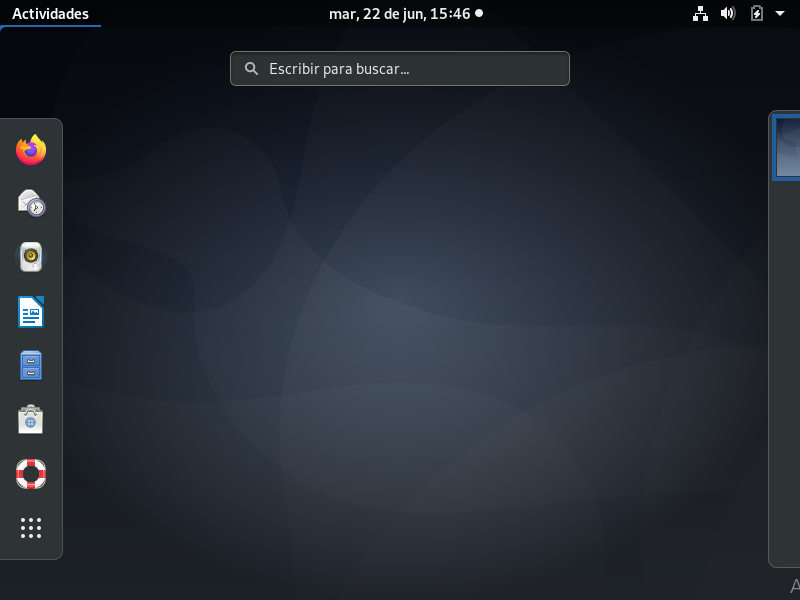 Actividades
mar, 22 de jun, 15:46
Escribir para buscar...
A